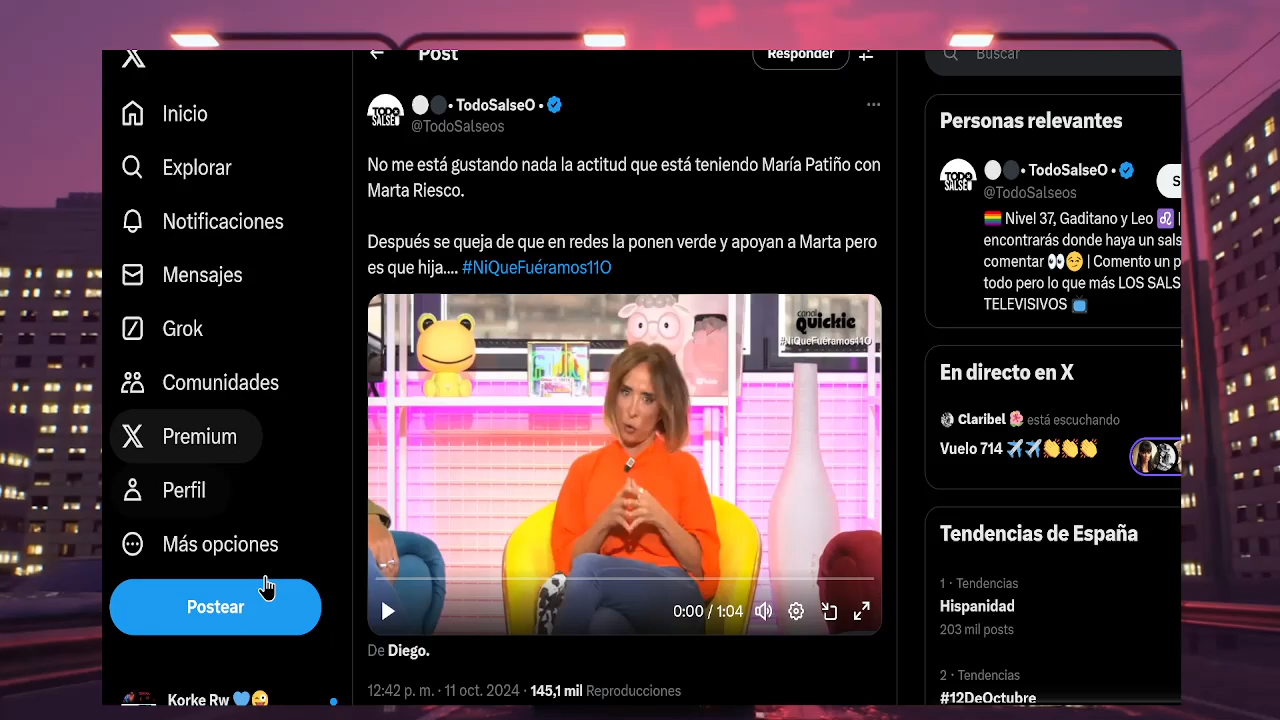 Inicio
Explorar
Notificaciones
Mensajes
Grok
Comunidades
Premium
Perfil
Más opciones
Postear
Korke Rw 💙😜
Post
Responder
TODO
SALSE
⚪⚫• TodoSalseO •
@TodoSalseos
No me está gustando nada la actitud que está teniendo María Patiño con
Marta Riesco.
Después se queja de que en redes la ponen verde y apoyan a Marta pero
es que hija.... #NiQueFuéramos11O
canal
Quickie
#NiQueFuéramos11O
0:00 / 1:04
De Diego.
12:42 p. m. · 11 oct. 2024 · 145,1 mil Reproducciones
Buscar
Personas relevantes
TODO
SALSE
⚪⚫• TodoSalseO •
@TodoSalseos
S
🏳️‍🌈 Nivel 37, Gaditano y Leo ♌ |
encontrarás donde haya un sals
comentar 👀😏 | Comento un p
todo pero lo que más LOS SALS
TELEVISIVOS 📺
En directo en X
Claribel 🌺 está escuchando
Vuelo 714 ✈️✈️👏👏👏
Tendencias de España
1 · Tendencias
Hispanidad
203 mil posts
2 · Tendencias
#12DeOctubre